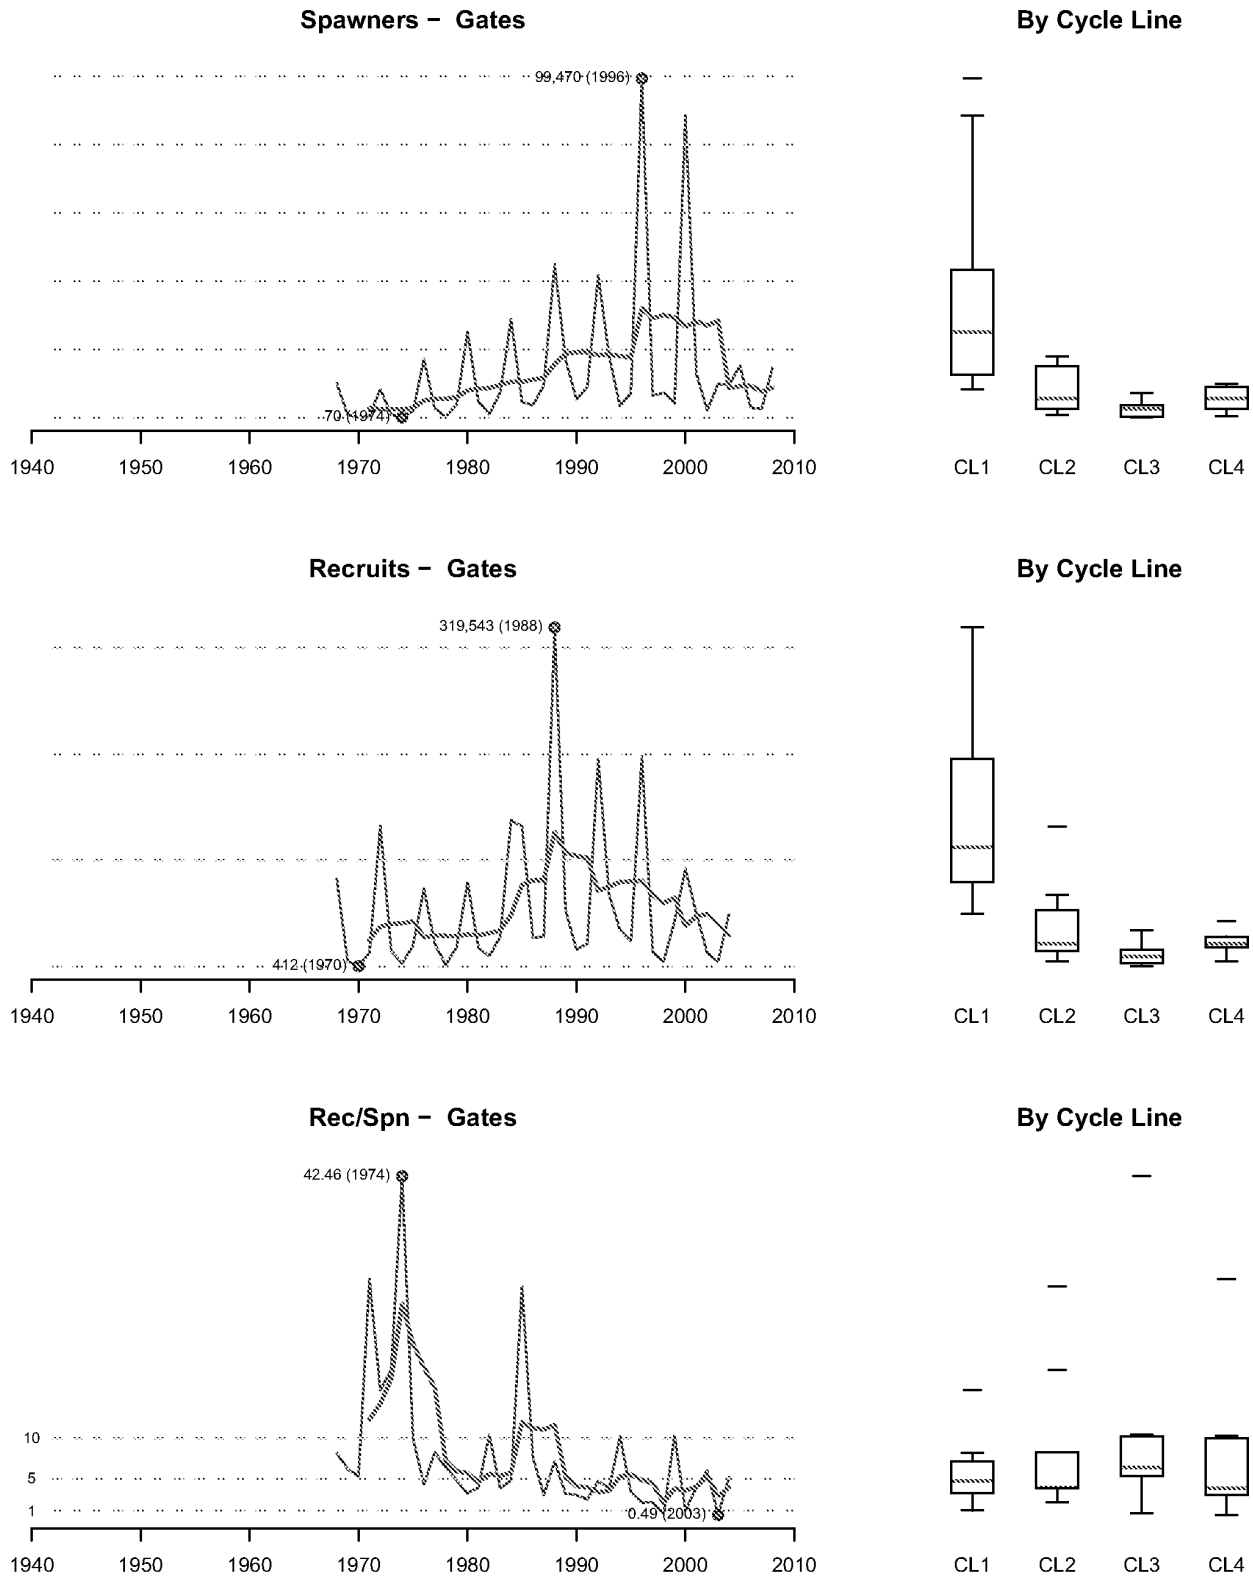 Spawners − Gates
By Cycle Line
99,470 (1996)
70 (1974)
1940 1950 1960 1970 1980 1990 2000 2010
CL1 CL2 CL3 CL4
Recruits − Gates
By Cycle Line
319,543 (1988)
412 (1970)
1940 1950 1960 1970 1980 1990 2000 2010
CL1 CL2 CL3 CL4
Rec/Spn − Gates
By Cycle Line
42.46 (1974)
10
5
1
0.49 (2003)
1940 1950 1960 1970 1980 1990 2000 2010
CL1 CL2 CL3 CL4